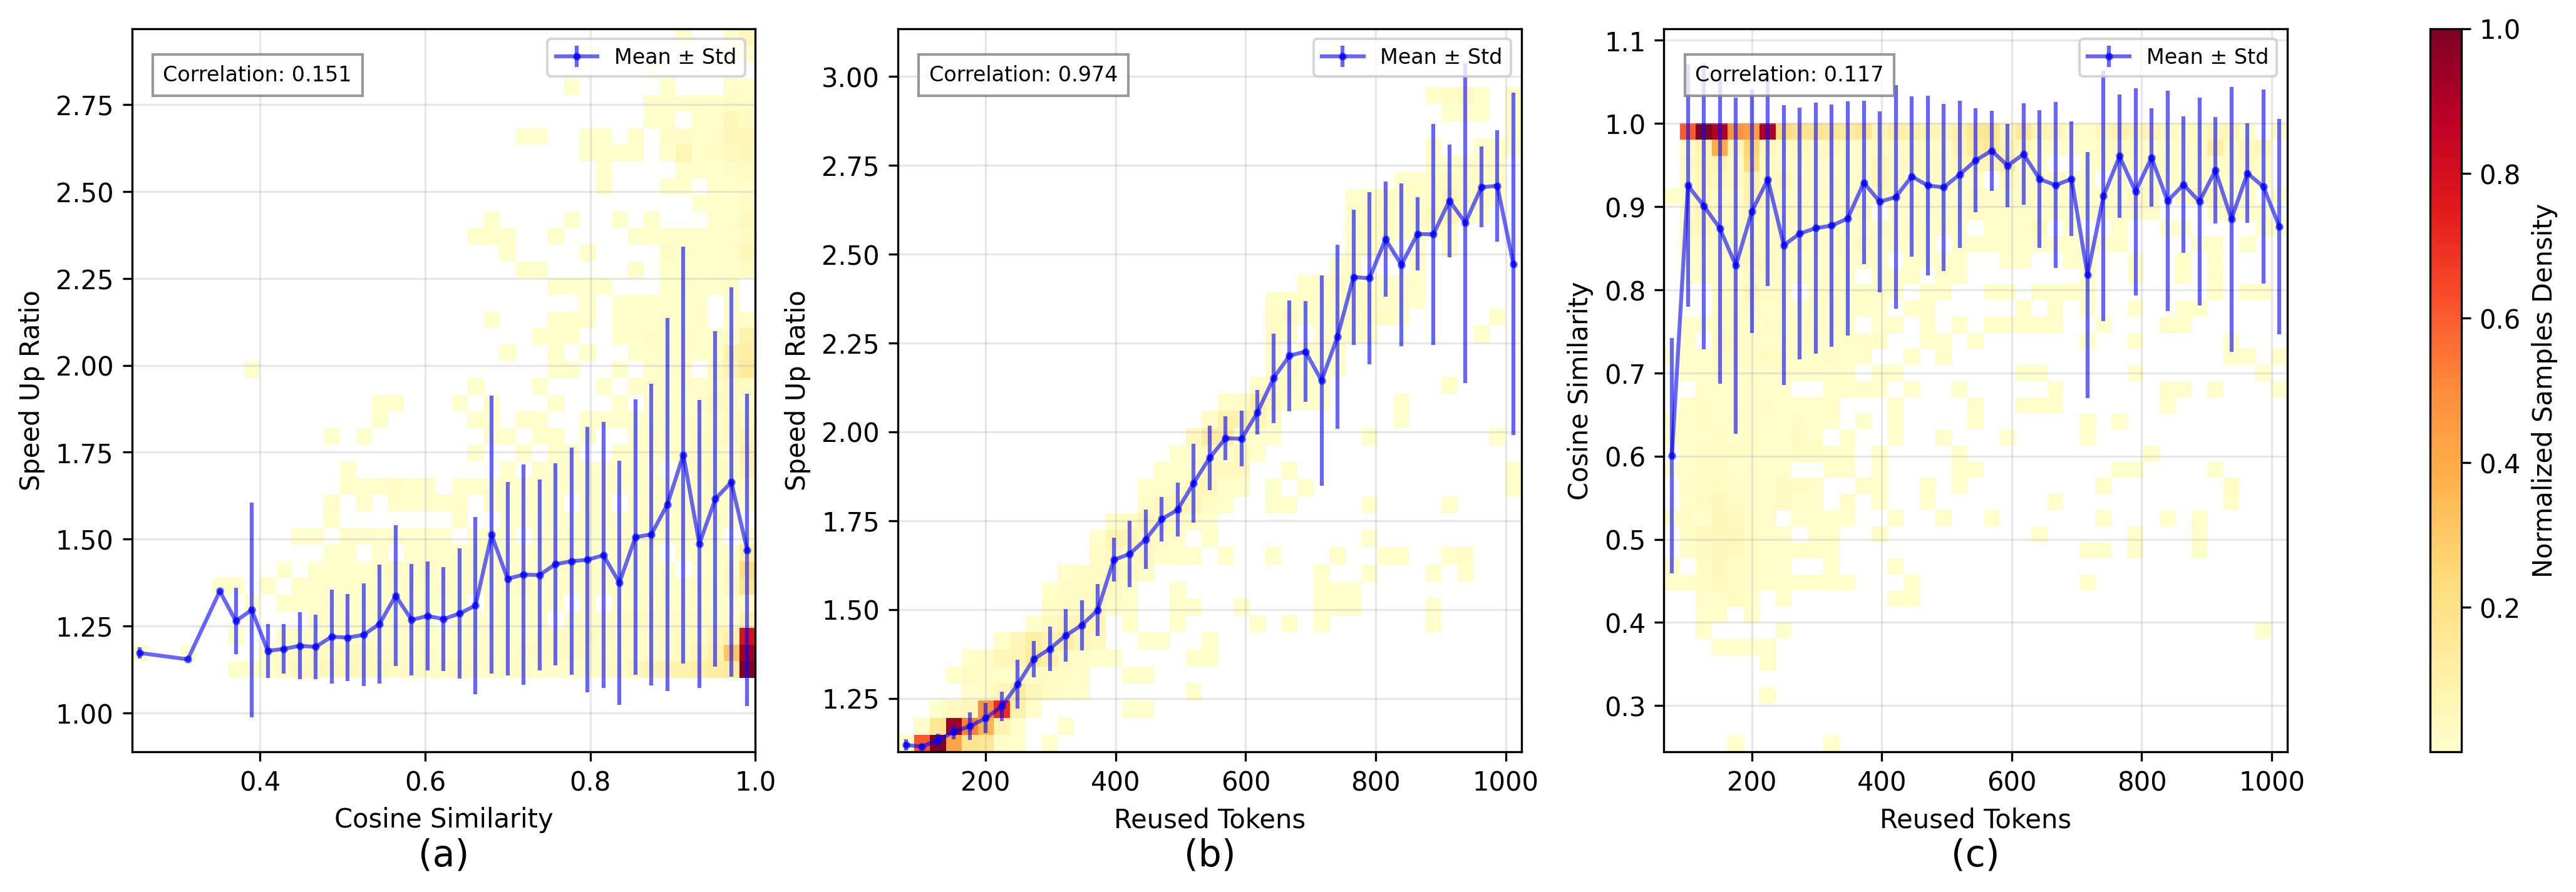 Correlation: 0.151
Mean ± Std
Speed Up Ratio
2.75
2.50
2.25
2.00
1.75
1.50
1.25
1.00
0.4
0.6
0.8
1.0
Cosine Similarity
(a)
Correlation: 0.974
Mean ± Std
Speed Up Ratio
3.00
2.75
2.50
2.25
2.00
1.75
1.50
1.25
200
400
600
800
1000
Reused Tokens
(b)
Correlation: 0.117
Mean ± Std
Cosine Similarity
1.1
1.0
0.9
0.8
0.7
0.6
0.5
0.4
0.3
200
400
600
800
1000
Reused Tokens
(c)
1.0
0.8
0.6
0.4
0.2
Normalized Samples Density